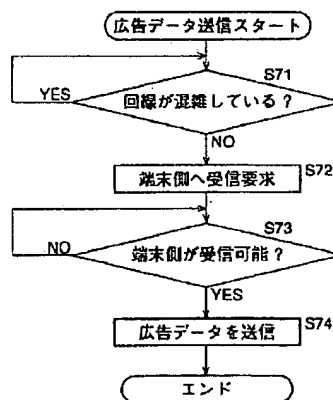 広告データ送信スタート
S71
回線が混雑している？
YES
NO
S72
端末側へ受信要求
S73
端末側が受信可能？
NO
YES
S74
広告データを送信
エンド